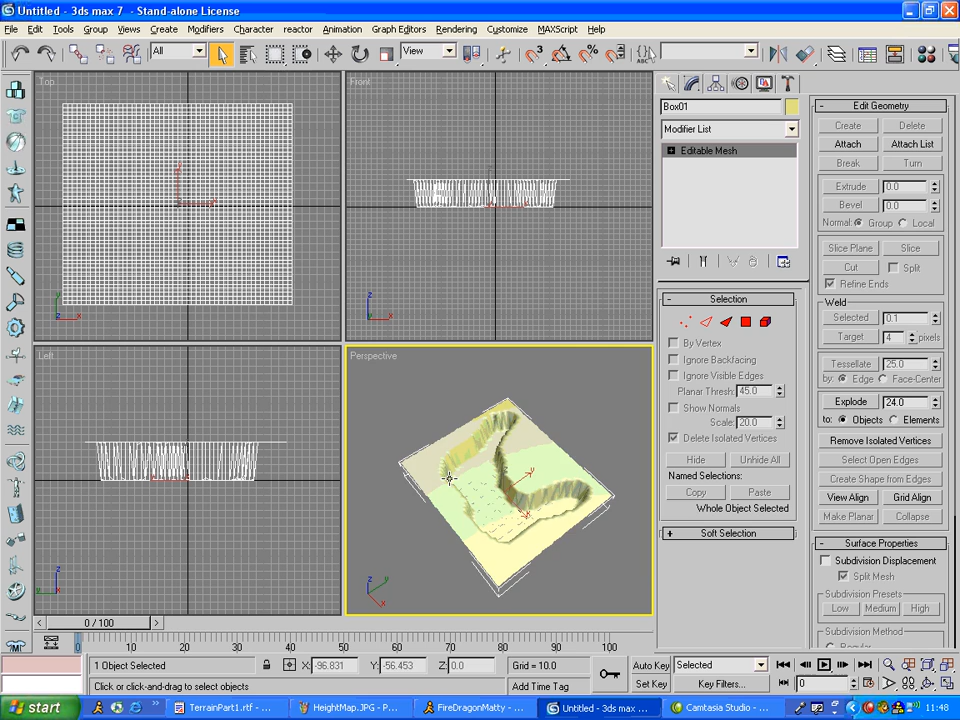 Untitled - 3ds max 7 - Stand-alone License
File Edit Tools Group Views Create Modifiers Character reactor Animation Graph Editors Rendering Customize MAXScript Help
All
View
Top
Front
Left
Perspective
Box01
Modifier List
Editable Mesh
Selection
By Vertex
Ignore Backfacing
Ignore Visible Edges
Planar Thresh: 45.0
Show Normals
Scale: 20.0
Delete Isolated Vertices
Hide Unhide All
Named Selections:
Copy Paste
Whole Object Selected
Soft Selection
Edit Geometry
Create Delete
Attach Attach List
Break Turn
Extrude 0.0
Bevel 0.0
Normal: Group Local
Slice Plane Slice
Cut Split
Refine Ends
Weld
Selected 0.1
Target 4 pixels
Tessellate 25.0
by: Edge Face-Center
Explode 24.0
to: Objects Elements
Remove Isolated Vertices
Select Open Edges
Create Shape from Edges
View Align Grid Align
Make Planar Collapse
Surface Properties
Subdivision Displacement
Split Mesh
Subdivision Presets
Low Medium High
Subdivision Method
Regular
0 / 100
10 20 30 40 50 60 70 80 90 100
1 Object Selected X: -96.831 Y: -56.453 Z: 0.0 Grid = 10.0 Auto Key Selected
Click or click-and-drag to select objects Add Time Tag Set Key Key Filters... 0
start TerrainPart1.rtf - ... HeightMap.JPG - P... FireDragonMatty - ... Untitled - 3ds max ... Camtasia Studio - ... 11:48